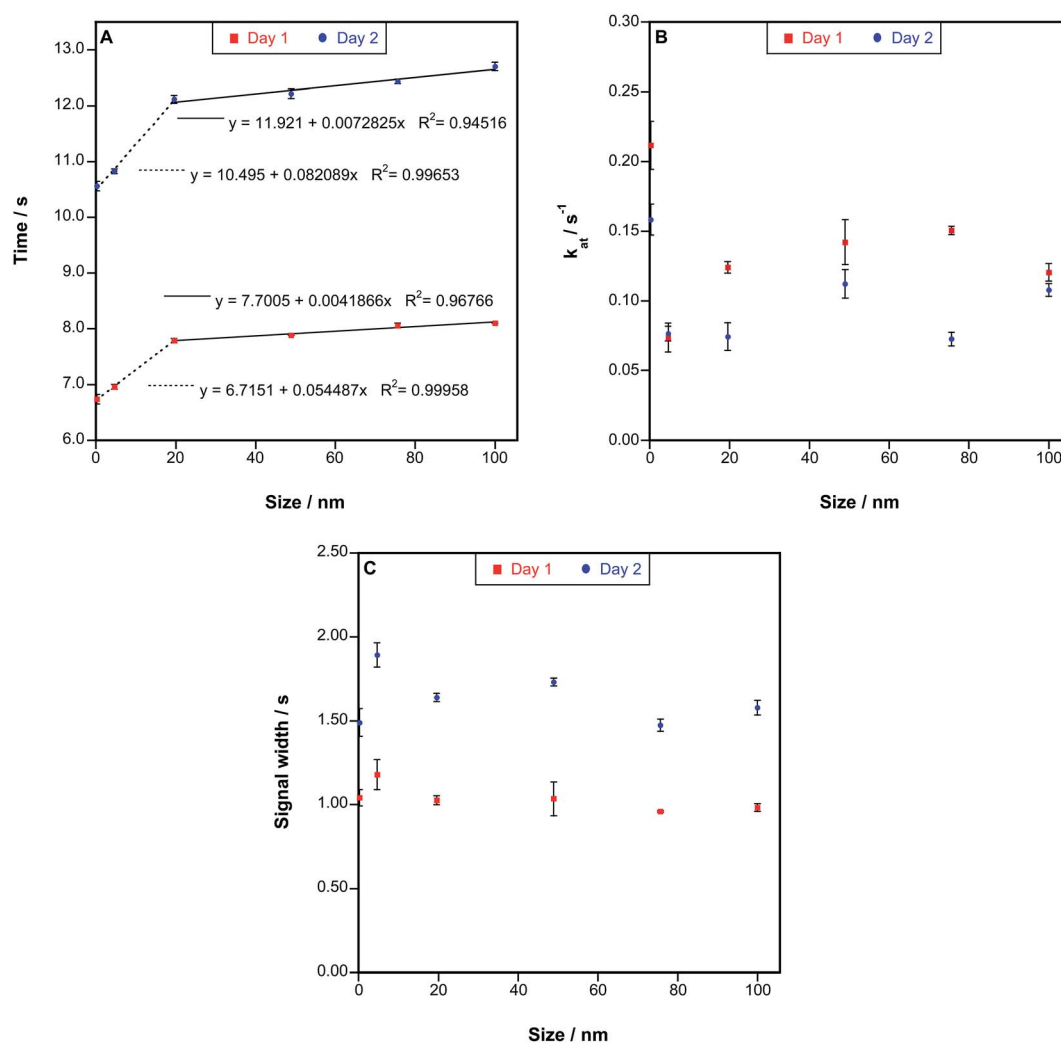 A
Day 1 Day 2
13.0
12.0
11.0
10.0
9.0
8.0
7.0
6.0
y = 11.921 + 0.0072825x R²= 0.94516
y = 10.495 + 0.082089x R²= 0.99653
y = 7.7005 + 0.0041866x R²= 0.96766
y = 6.7151 + 0.054487x R²= 0.99958
0 20 40 60 80 100
Time / s
Size / nm
B
Day 1 Day 2
0.30
0.25
0.20
0.15
0.10
0.05
0.00
0 20 40 60 80 100
k_at / s⁻¹
Size / nm
C
Day 1 Day 2
2.50
2.00
1.50
1.00
0.50
0.00
0 20 40 60 80 100
Signal width / s
Size / nm